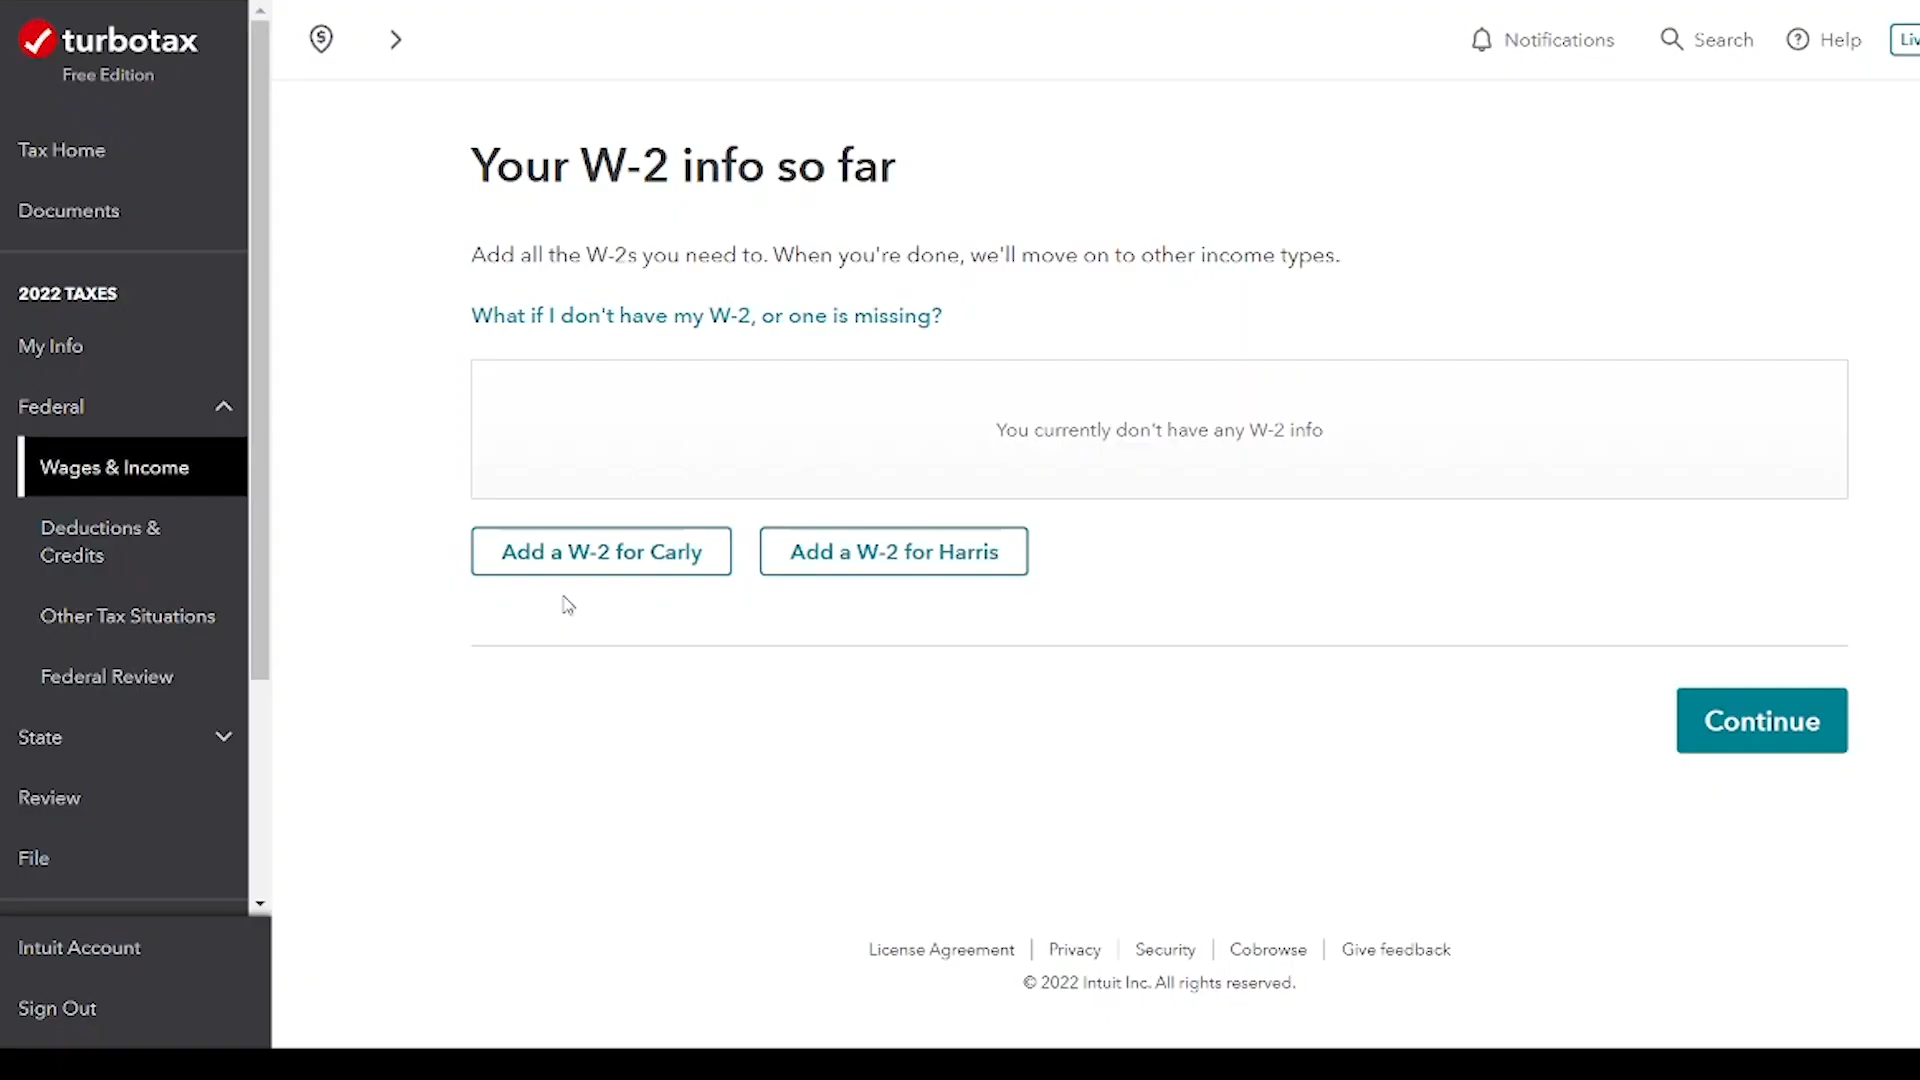 turbotax
Free Edition
Tax Home
Documents
2022 TAXES
My Info
Federal
Wages & Income
Deductions &
Credits
Other Tax Situations
Federal Review
State
Review
File
Intuit Account
Sign Out
Notifications
Search
Help
Your W-2 info so far
Add all the W-2s you need to. When you're done, we'll move on to other income types.
What if I don't have my W-2, or one is missing?
You currently don't have any W-2 info
Add a W-2 for Carly
Add a W-2 for Harris
Continue
License Agreement | Privacy | Security | Cobrowse | Give feedback
© 2022 Intuit Inc. All rights reserved.